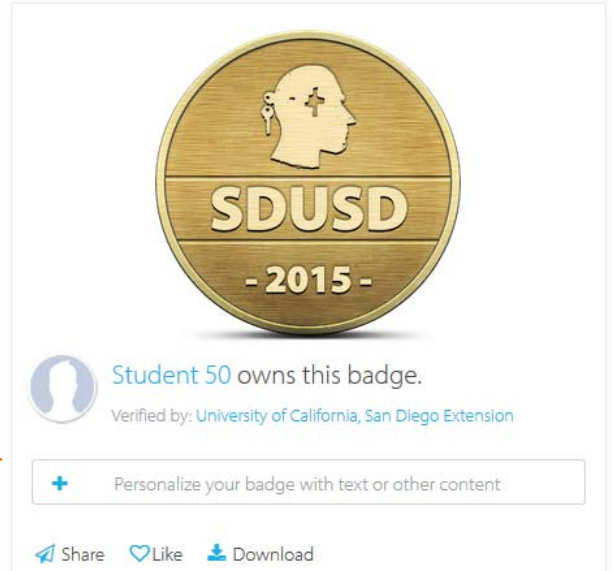 SDUSD
- 2015 -
Student 50 owns this badge.
Verified by: University of California, San Diego Extension
Personalize your badge with text or other content
Share Like Download